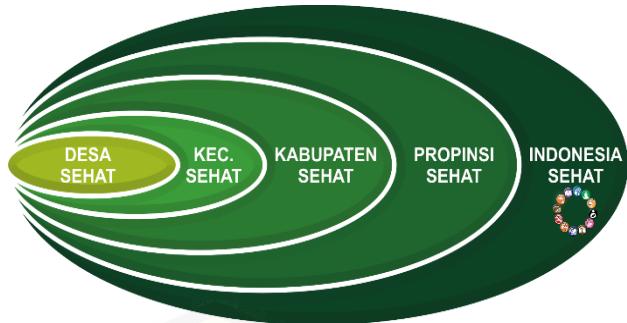 DESA
SEHAT
KEC.
SEHAT
KABUPATEN
SEHAT
PROPINSI
SEHAT
INDONESIA
SEHAT